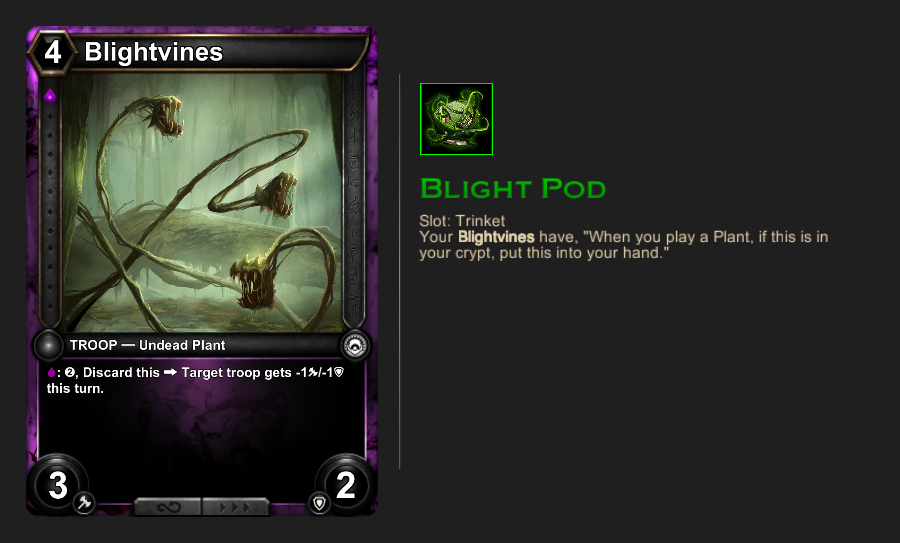 4 Blightvines
TROOP — Undead Plant
: 2, Discard this ➡ Target troop gets -1/-1
this turn.
3
2
Blight Pod
Slot: Trinket
Your Blightvines have, "When you play a Plant, if this is in
your crypt, put this into your hand."